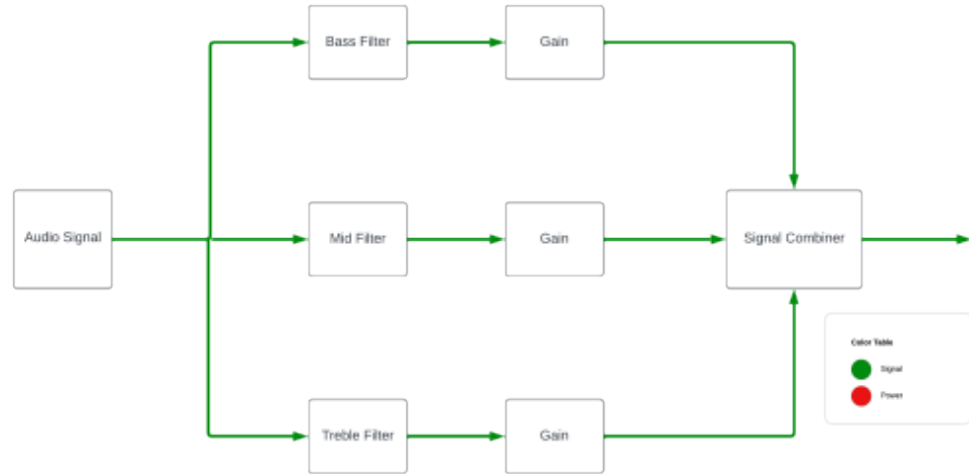 Bass Filter
Gain
Audio Signal
Mid Filter
Gain
Signal Combiner
Color Table
Signal
Power
Treble Filter
Gain